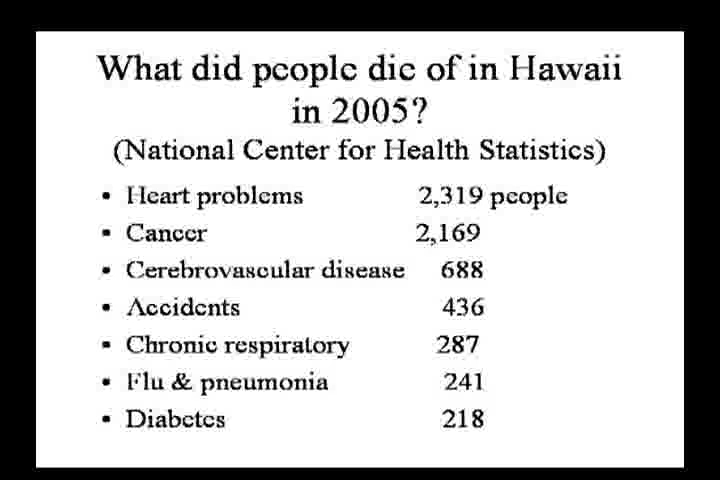 What did people die of in Hawaii
in 2005?
(National Center for Health Statistics)
• Heart problems 2,319 people
• Cancer 2,169
• Cerebrovascular disease 688
• Accidents 436
• Chronic respiratory 287
• Flu & pneumonia 241
• Diabetes 218